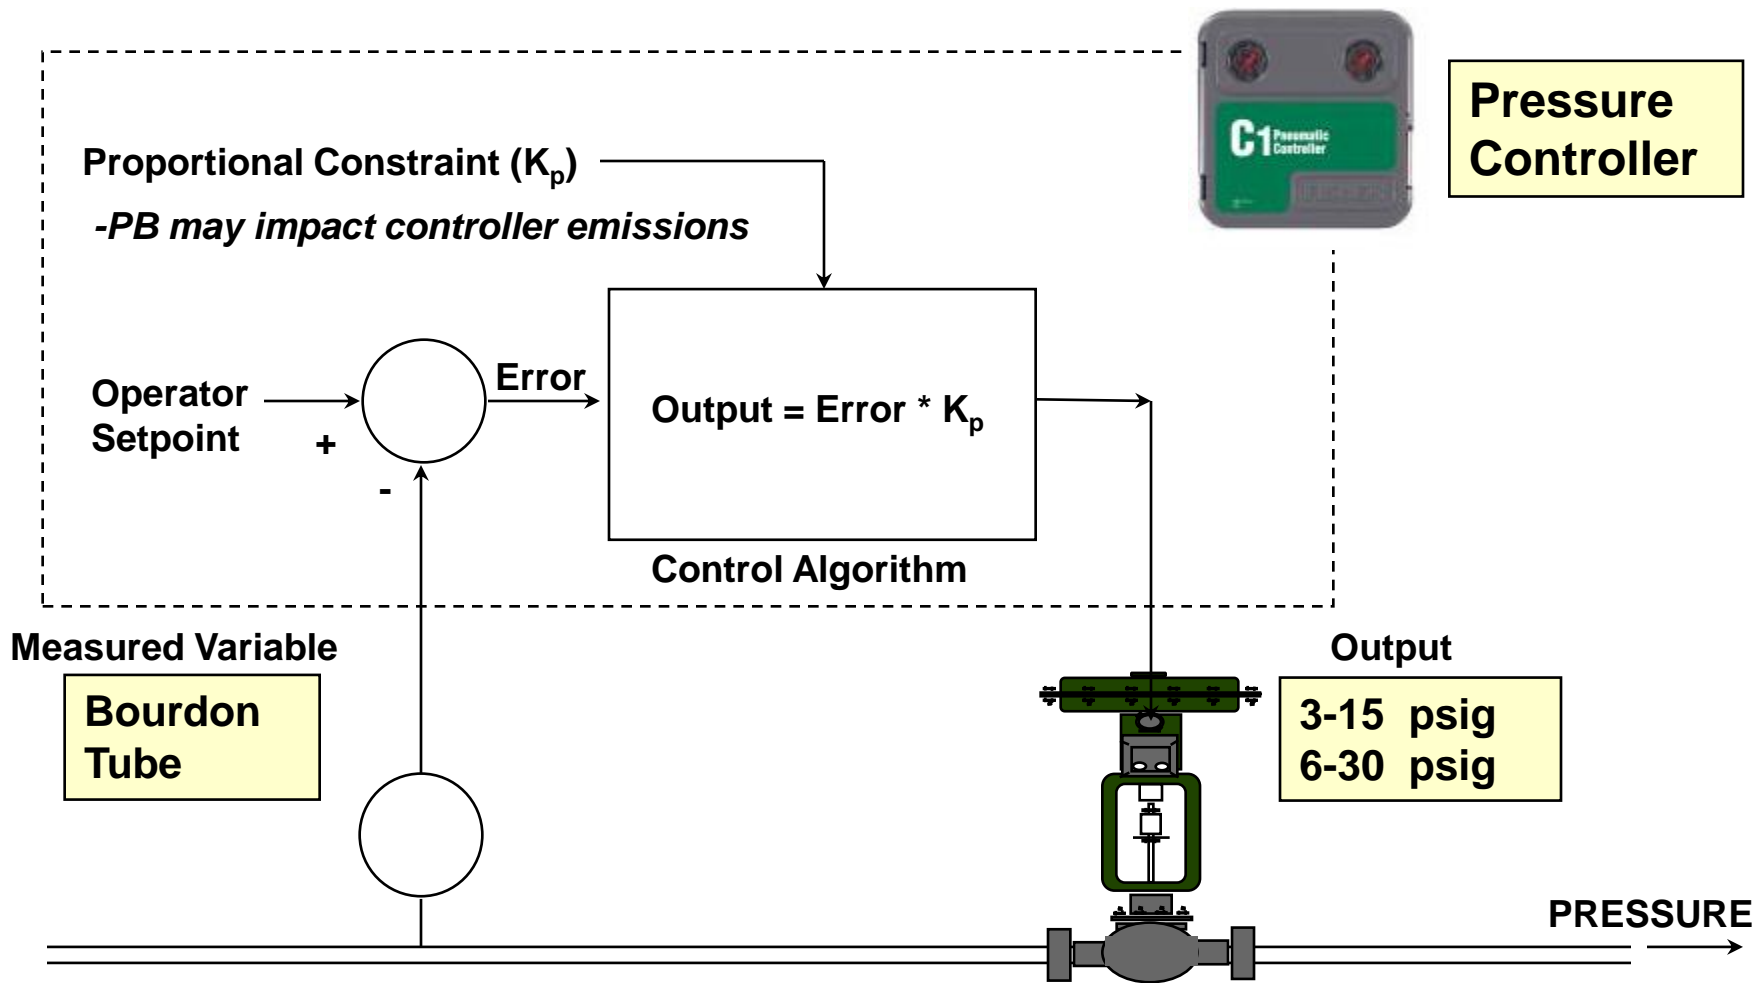 Pressure
Controller
C1 Pneumatic
Controller
Proportional Constraint (Kp)
-PB may impact controller emissions
Operator
Setpoint
+
-
Error
Output = Error * Kp
Control Algorithm
Measured Variable
Bourdon
Tube
Output
3-15 psig
6-30 psig
PRESSURE